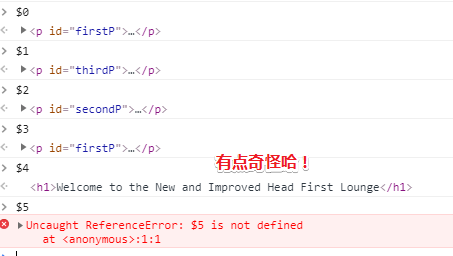 > $0
<p id="firstP">…</p>
> $1
<p id="thirdP">…</p>
> $2
<p id="secondP">…</p>
> $3
<p id="firstP">…</p>
> $4
有点奇怪哈！
<h1>Welcome to the New and Improved Head First Lounge</h1>
> $5
Uncaught ReferenceError: $5 is not defined
at <anonymous>:1:1